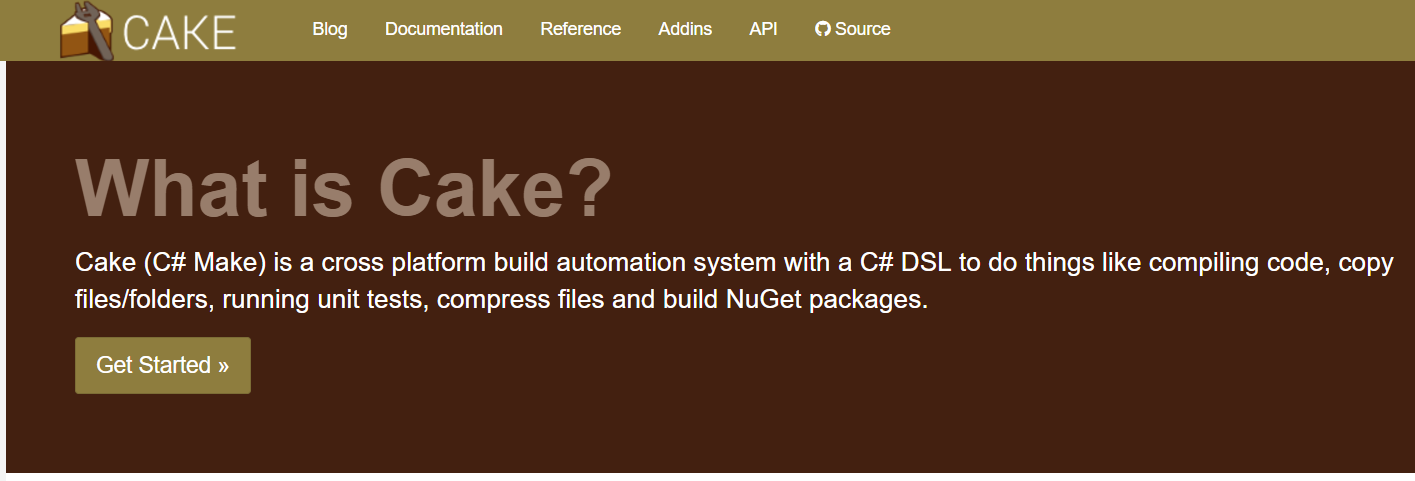 CAKE Blog Documentation Reference Addins API Source
What is Cake?
Cake (C# Make) is a cross platform build automation system with a C# DSL to do things like compiling code, copy
files/folders, running unit tests, compress files and build NuGet packages.
Get Started »